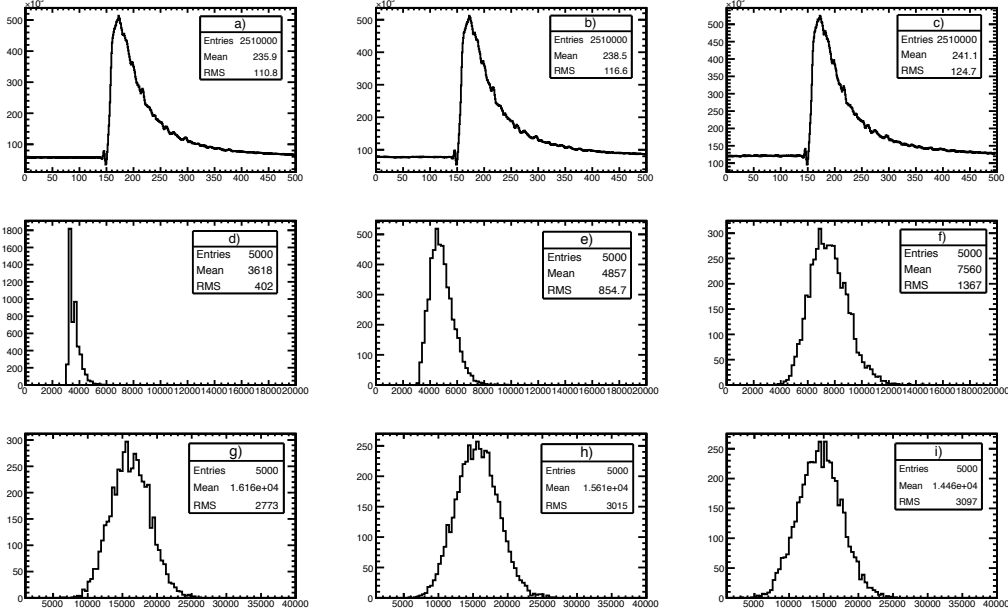 ×10²
a)
Entries 2510000
Mean 235.9
RMS 110.8
500
400
300
200
100
0 50 100 150 200 250 300 350 400 450 500
b)
Entries 2510000
Mean 238.5
RMS 116.6
500
400
300
200
100
0 50 100 150 200 250 300 350 400 450 500
c)
Entries 2510000
Mean 241.1
RMS 124.7
500
450
400
350
300
250
200
150
100
0 50 100 150 200 250 300 350 400 450 500
d)
Entries 5000
Mean 3618
RMS 402
1800
1600
1400
1200
1000
800
600
400
200
0
0 2000 4000 6000 8000 10000 12000 14000 16000 18000 20000
e)
Entries 5000
Mean 4857
RMS 854.7
500
400
300
200
100
0
0 2000 4000 6000 8000 10000 12000 14000 16000 18000 20000
f)
Entries 5000
Mean 7560
RMS 1367
300
250
200
150
100
50
0
0 2000 4000 6000 8000 10000 12000 14000 16000 18000 20000
g)
Entries 5000
Mean 1.616e+04
RMS 2773
300
250
200
150
100
50
0
5000 10000 15000 20000 25000 30000 35000 40000
h)
Entries 5000
Mean 1.561e+04
RMS 3015
250
200
150
100
50
0
5000 10000 15000 20000 25000 30000 35000 40000
i)
Entries 5000
Mean 1.446e+04
RMS 3097
250
200
150
100
50
0
5000 10000 15000 20000 25000 30000 35000 40000